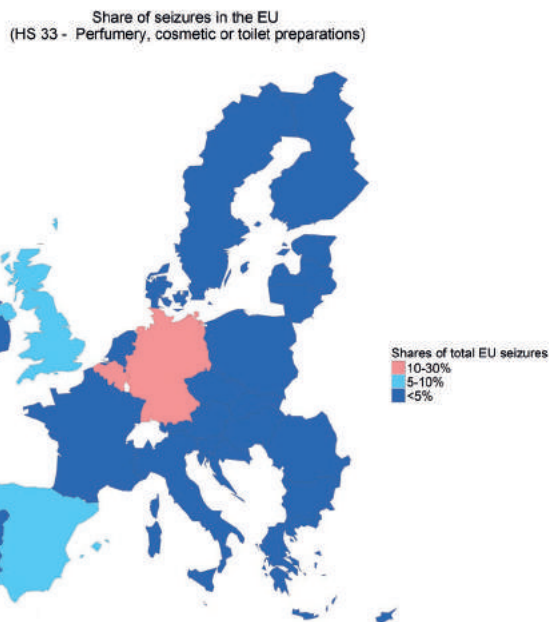 Share of seizures in the EU
(HS 33 - Perfumery, cosmetic or toilet preparations)
Shares of total EU seizures
10-30%
5-10%
<5%